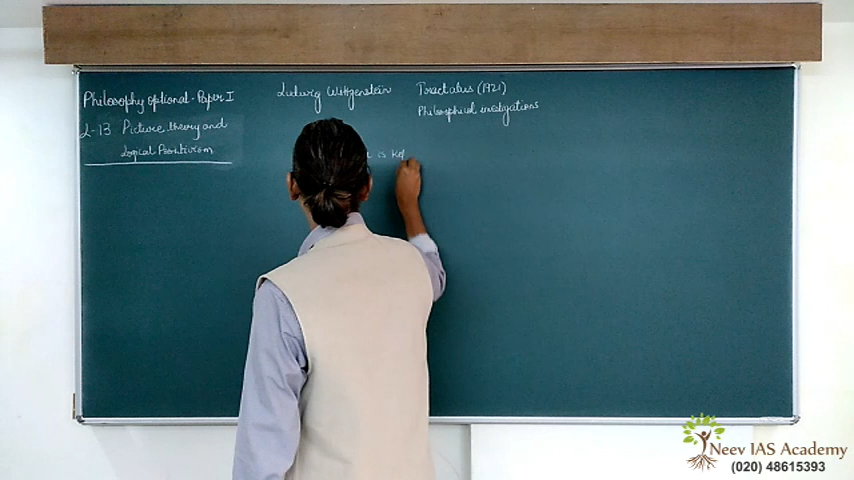 Philosophy optional - Paper I
L-13 Picture theory and
Logical Positivism
Ludwig Wittgenstein
Tractatus (1921)
Philosophical investigations
is
Neev IAS Academy
(020) 48615393